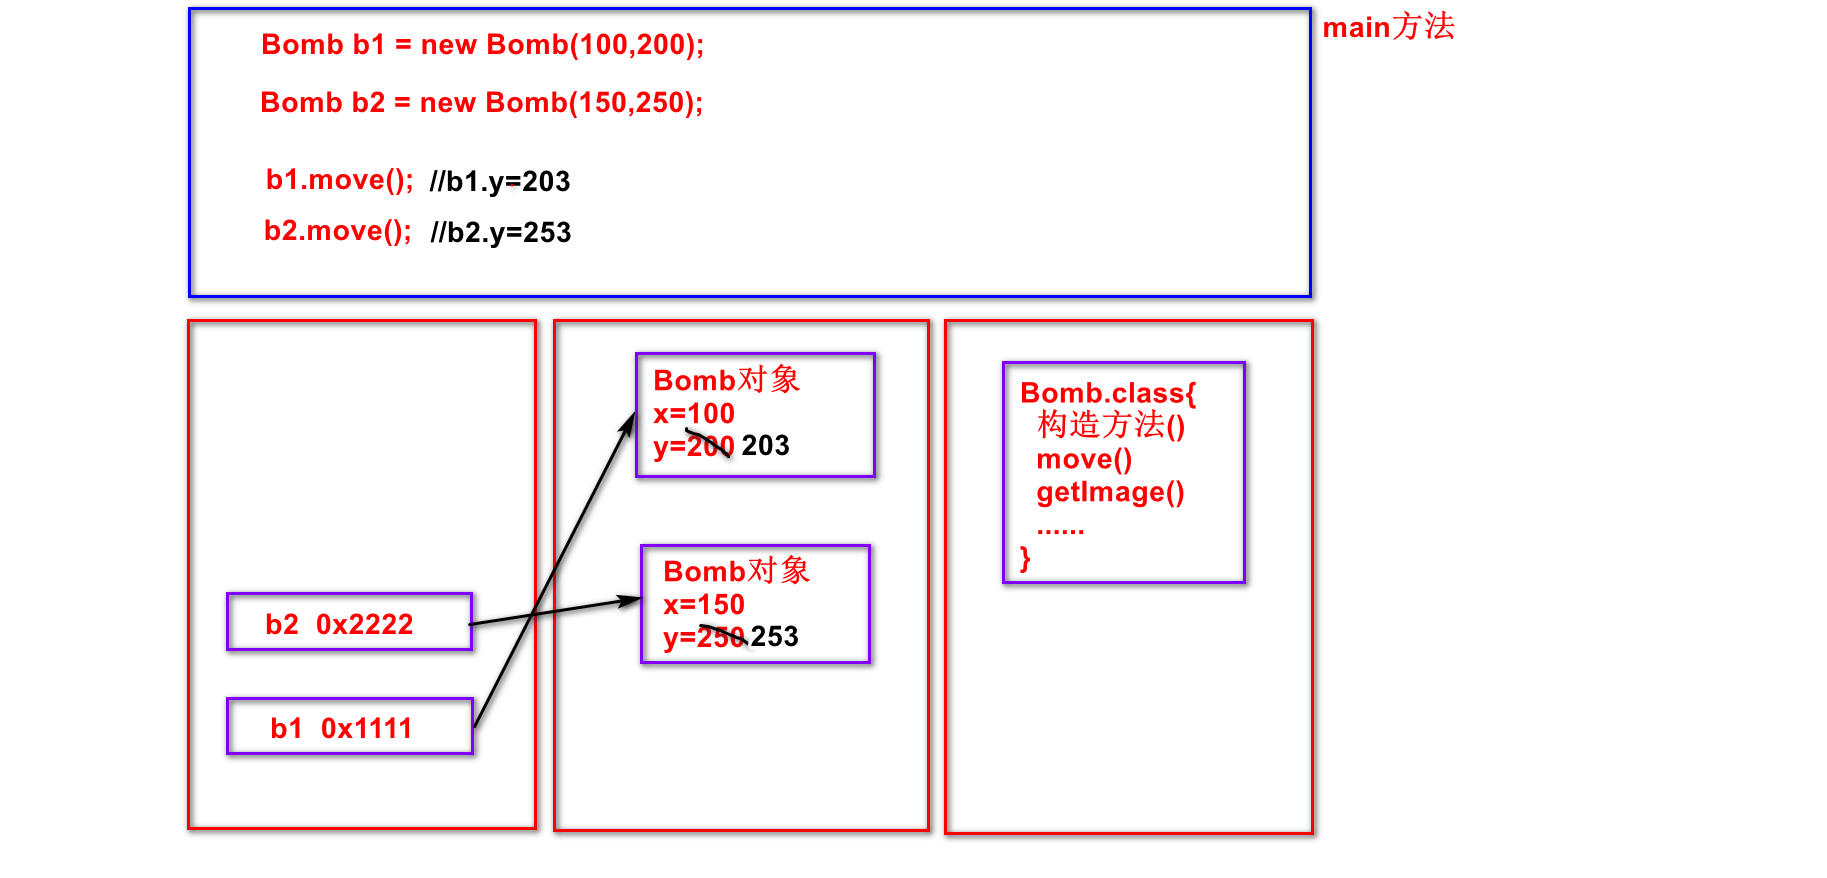 Bomb b1 = new Bomb(100,200);
main方法
Bomb b2 = new Bomb(150,250);
b1.move(); //b1.y=203
b2.move(); //b2.y=253
b2 0x2222
b1 0x1111
Bomb对象
x=100
y=200 203
Bomb对象
x=150
y=250 253
Bomb.class{
构造方法()
move()
getImage()
......
}